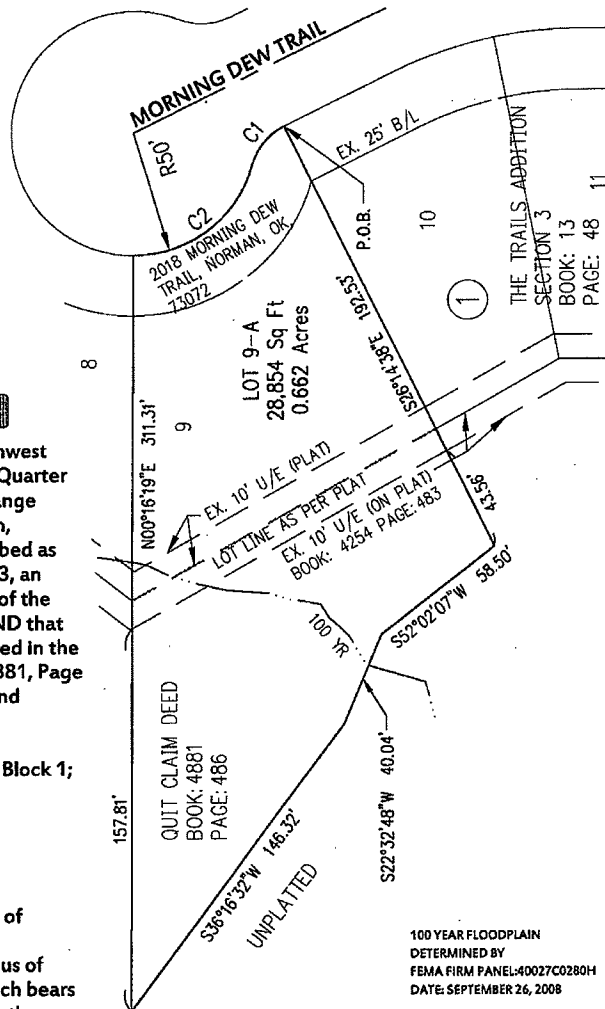 MORNING DEW TRAIL
R50'
C1
C2
2018 MORNING DEW
TRAIL, NORMAN, OK,
73072
EX. 25' B/L
P.O.B.
10
1
THE TRAILS ADDITION
SECTION 3
BOOK: 13
PAGE: 48
11
8
9
LOT 9-A
28,854 Sq Ft
0.662 Acres
S26°14'38"E 192.53'
43.56'
N00°16'19"E 311.31'
EX. 10' U/E (PLAT)
LOT LINE AS PER PLAT
EX. 10' U/E (ON PLAT)
BOOK: 4254 PAGE: 483
S52°02'07"W 58.50'
100 YR
S22°32'48"W 40.04'
157.81'
QUIT CLAIM DEED
BOOK: 4881
PAGE: 486
S36°16'32"W 146.32'
UNPLATTED
hwest
Quarter
ange
n,
bed as
3, an
of the
ND that
ed in the
881, Page
nd
Block 1;
of
us of
ch bears
100 YEAR FLOODPLAIN
DETERMINED BY
FEMA FIRM PANEL:40027C0280H
DATE: SEPTEMBER 26, 2008